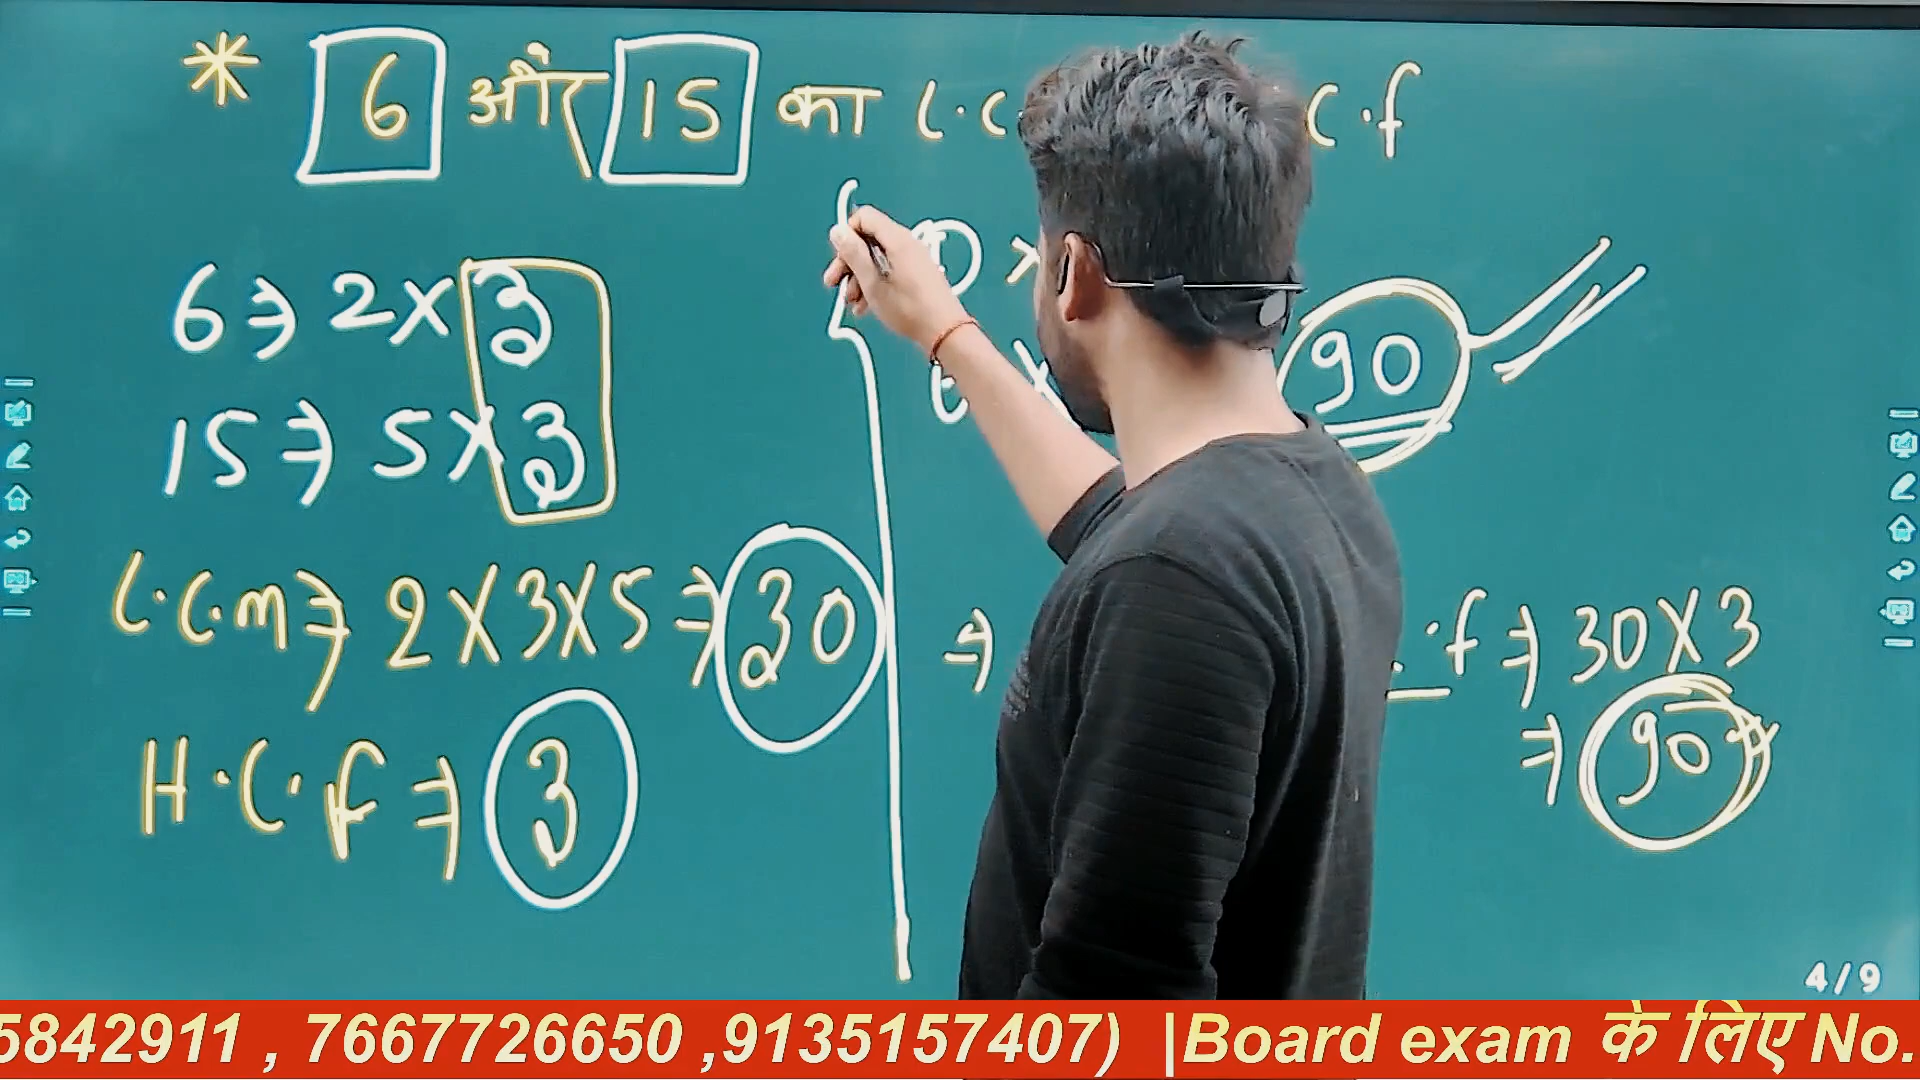 * 6 और 15 का L.C C.f
6 ⇒ 2×3
15 ⇒ 5×3
L.C.m ⇒ 2×3×5 ⇒ 30
H.C.f ⇒ 3
90
⇒ .f ⇒ 30×3
⇒ 90
4/9
5842911 , 7667726650 ,9135157407) |Board exam के लिए No.